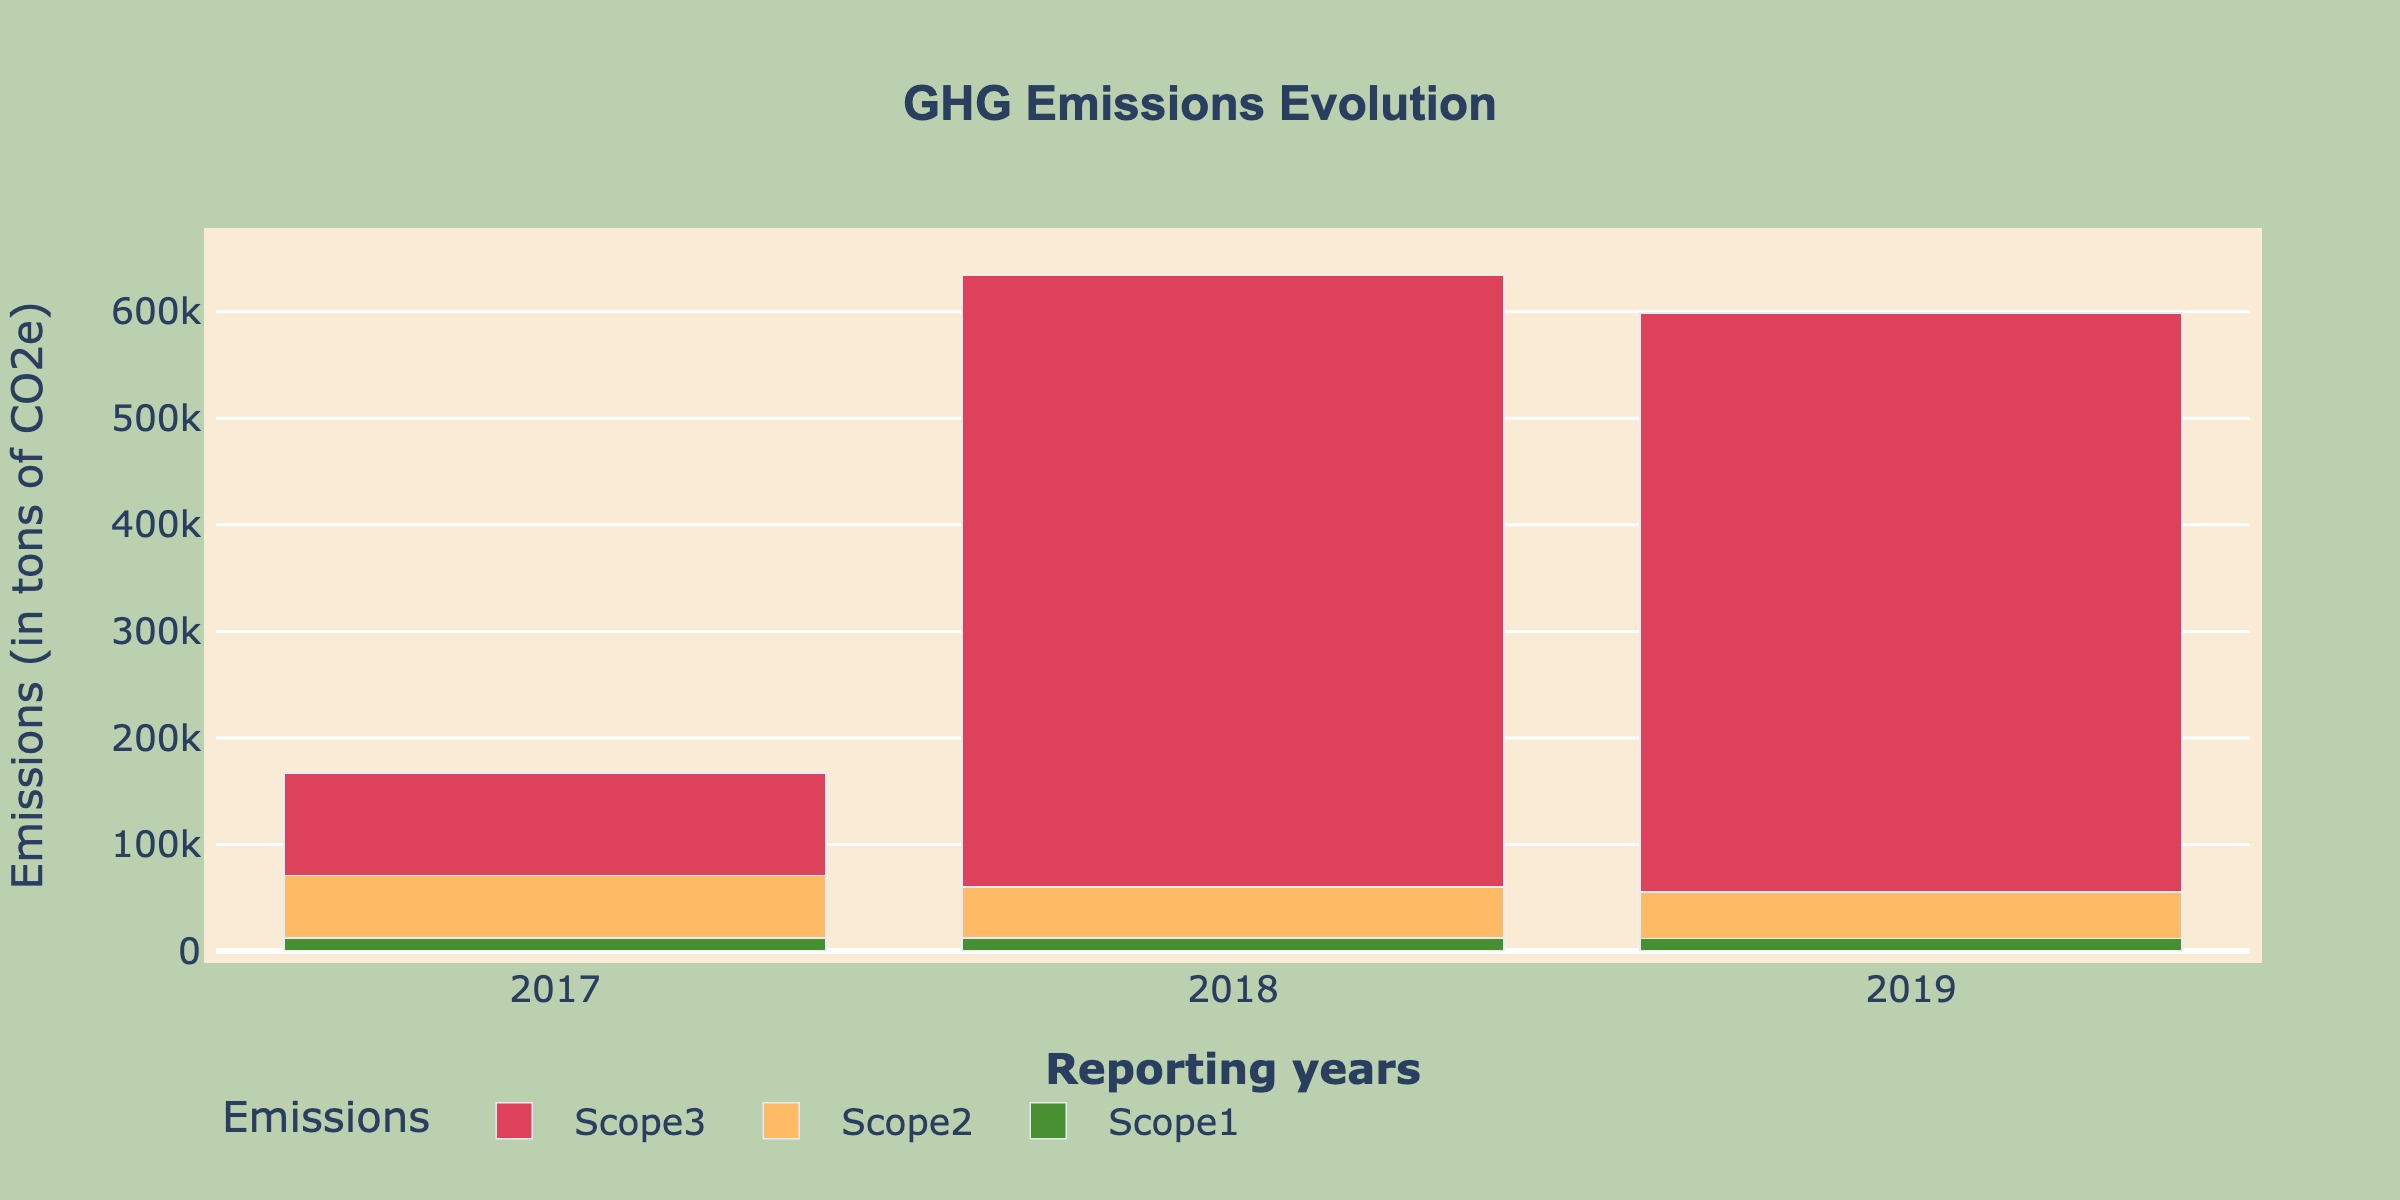 GHG Emissions Evolution
Emissions (in tons of CO2e)
600k
500k
400k
300k
200k
100k
0
2017 2018 2019
Reporting years
Emissions Scope3 Scope2 Scope1